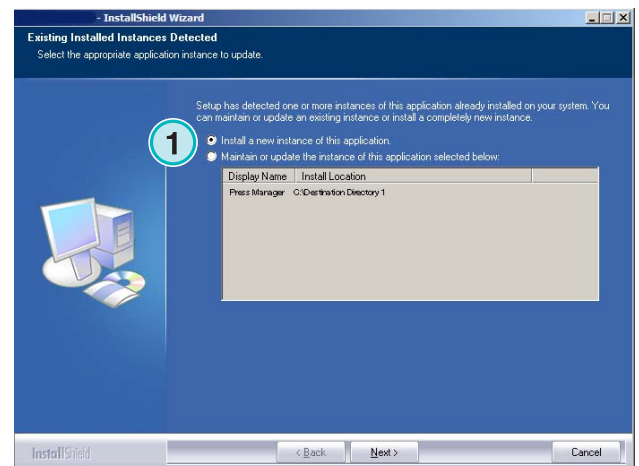 - InstallShield Wizard
Existing Installed Instances Detected
Select the appropriate application instance to update.
Setup has detected one or more instances of this application already installed on your system. You
can maintain or update an existing instance or install a completely new instance.
1
Install a new instance of this application.
Maintain or update the instance of this application selected below:
Display Name Install Location
Press Manager C:\Destination Directory 1
InstallShield
< Back Next > Cancel